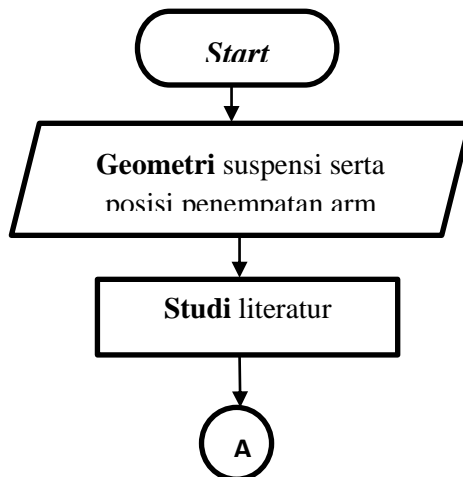 Start
Geometri suspensi serta
posisi penempatan arm
Studi literatur
A